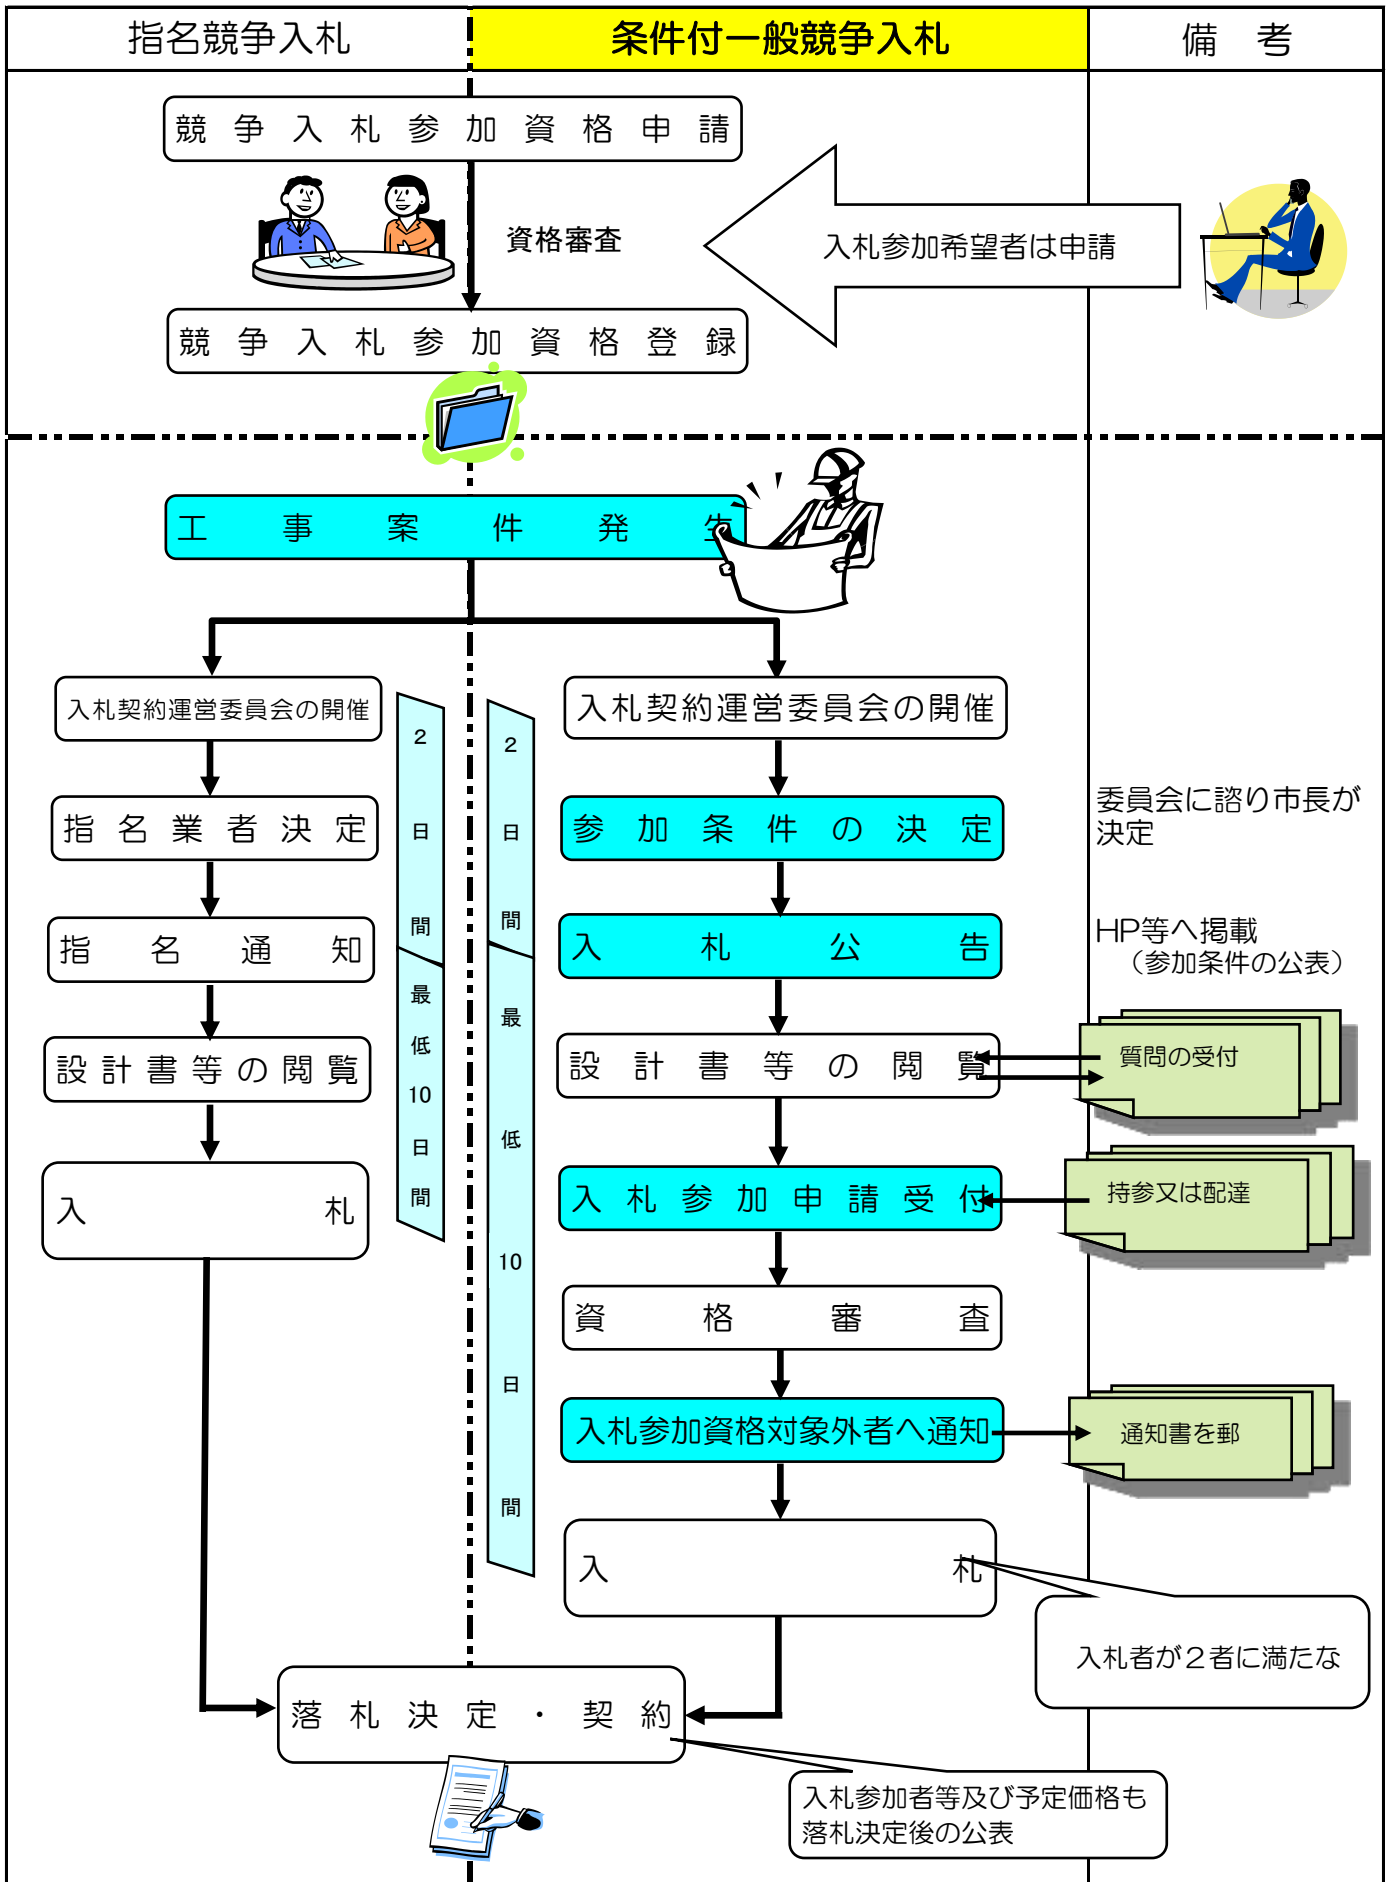 指名競争入札
条件付一般競争入札
備　考
競争入札参加資格申請
資格審査
入札参加希望者は申請
競争入札参加資格登録
工事案件発生
入札契約運営委員会の開催
指名業者決定
指名通知
設計書等の閲覧
入札
２日間
最低10日間
２日間
最低10日間
入札契約運営委員会の開催
参加条件の決定
委員会に諮り市長が
決定
入札公告
HP等へ掲載
（参加条件の公表）
設計書等の閲覧
質問の受付
入札参加申請受付
持参又は配達
資格審査
入札参加資格対象外者へ通知
通知書を郵
入札
入札者が２者に満たな
落札決定・契約
入札参加者等及び予定価格も
落札決定後の公表